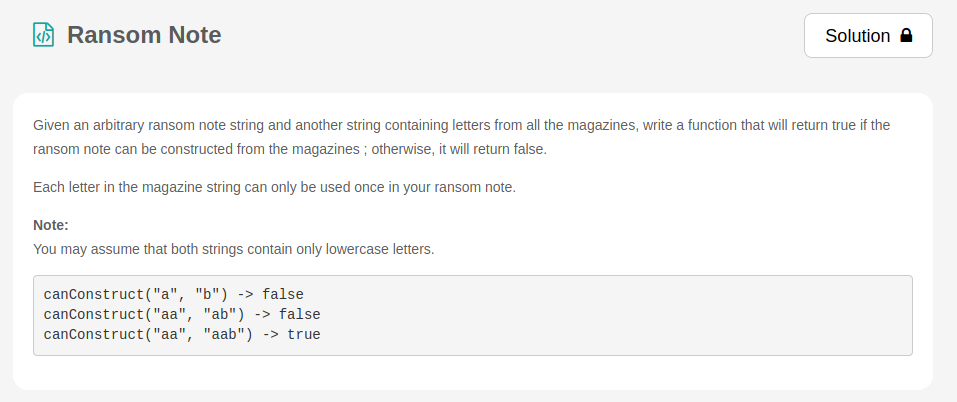 Ransom Note
Solution
Given an arbitrary ransom note string and another string containing letters from all the magazines, write a function that will return true if the
ransom note can be constructed from the magazines ; otherwise, it will return false.
Each letter in the magazine string can only be used once in your ransom note.
Note:
You may assume that both strings contain only lowercase letters.
canConstruct("a", "b") -> false
canConstruct("aa", "ab") -> false
canConstruct("aa", "aab") -> true